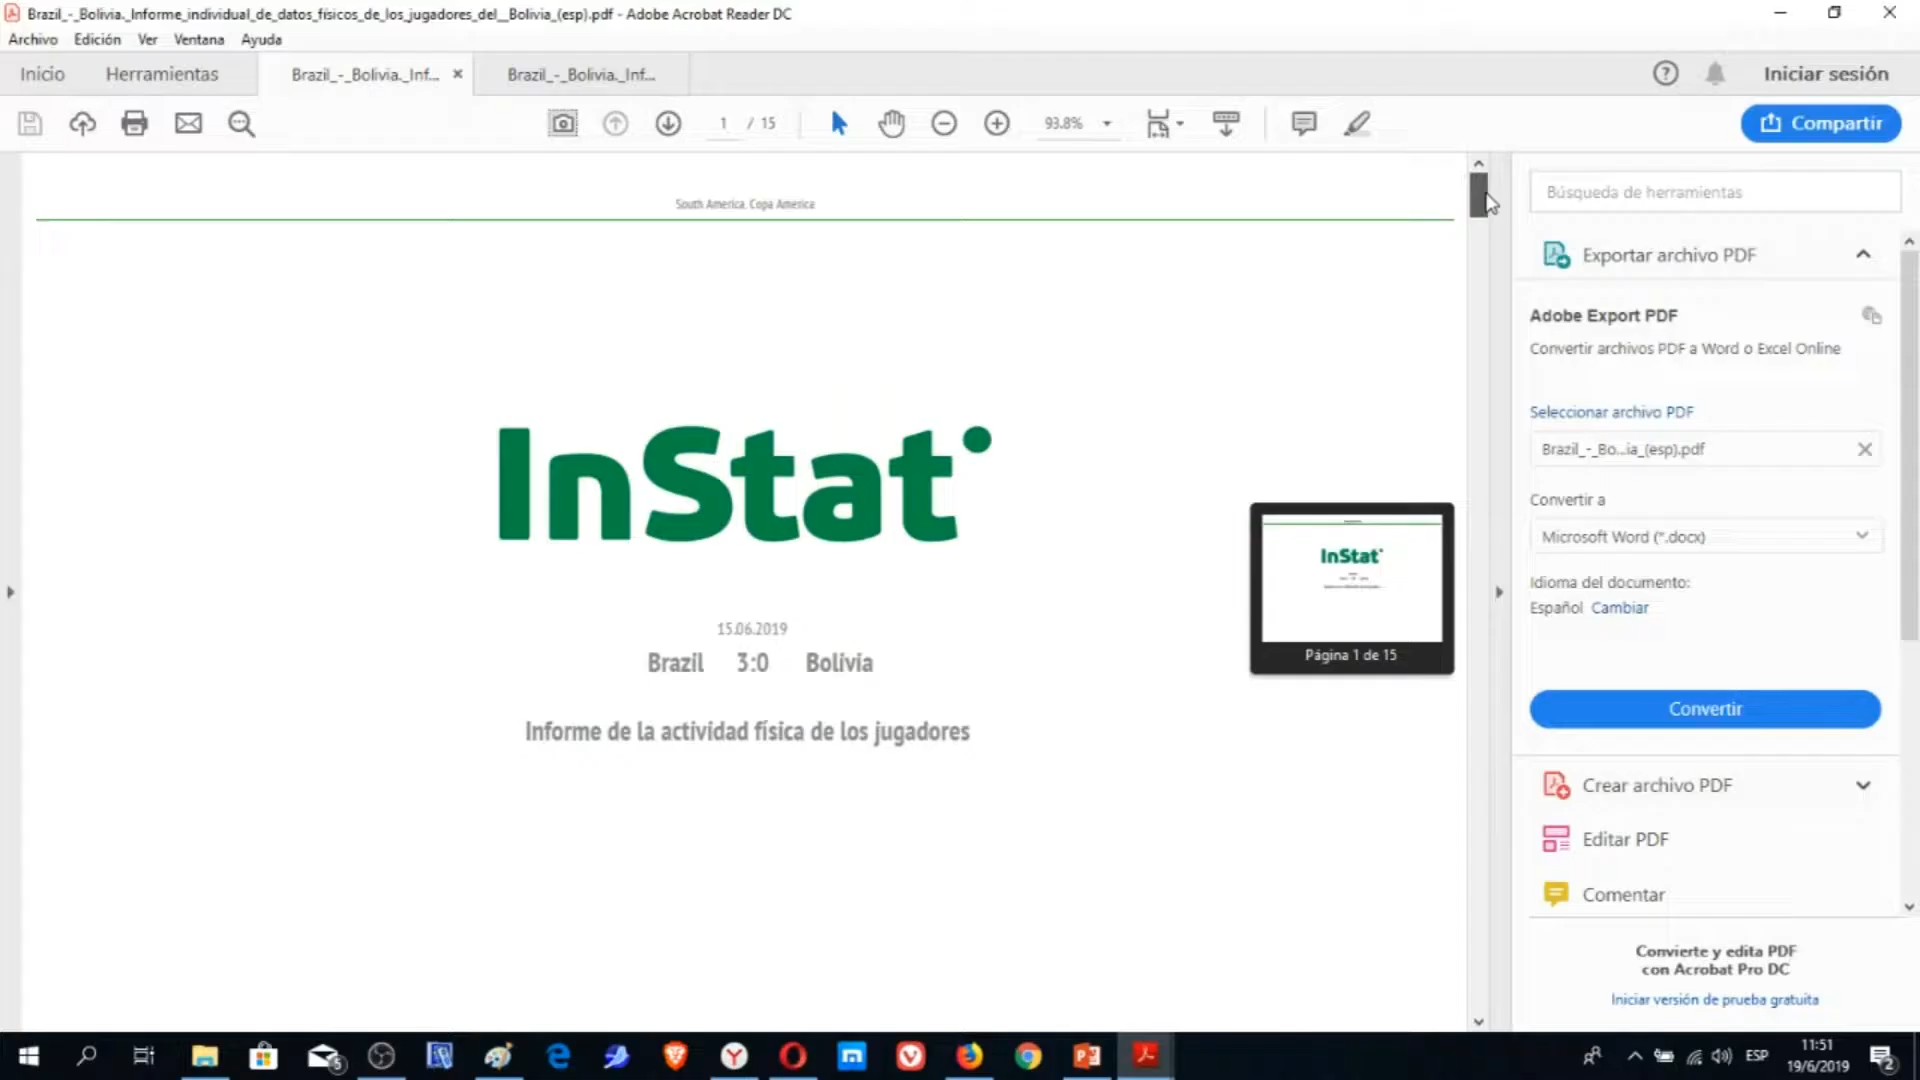 Brazil_-_Bolivia._Informe_individual_de_datos_físicos_de_los_jugadores_del__Bolivia_(esp).pdf - Adobe Acrobat Reader DC
Archivo Edición Ver Ventana Ayuda
Inicio Herramientas Brazil_-_Bolivia._Inf... Brazil_-_Bolivia._Inf... Iniciar sesión
1 / 15 93.8% Compartir
South America. Copa America
InStat
15.06.2019
Brazil 3:0 Bolivia
Informe de la actividad física de los jugadores
InStat
Página 1 de 15
Búsqueda de herramientas
Exportar archivo PDF
Adobe Export PDF
Convertir archivos PDF a Word o Excel Online
Seleccionar archivo PDF
Brazil_-_Bo...ia_(esp).pdf
Convertir a
Microsoft Word (*.docx)
Idioma del documento:
Español Cambiar
Convertir
Crear archivo PDF
Editar PDF
Comentar
Convierte y edita PDF
con Acrobat Pro DC
Iniciar versión de prueba gratuita
5
ESP
11:51
19/6/2019
2